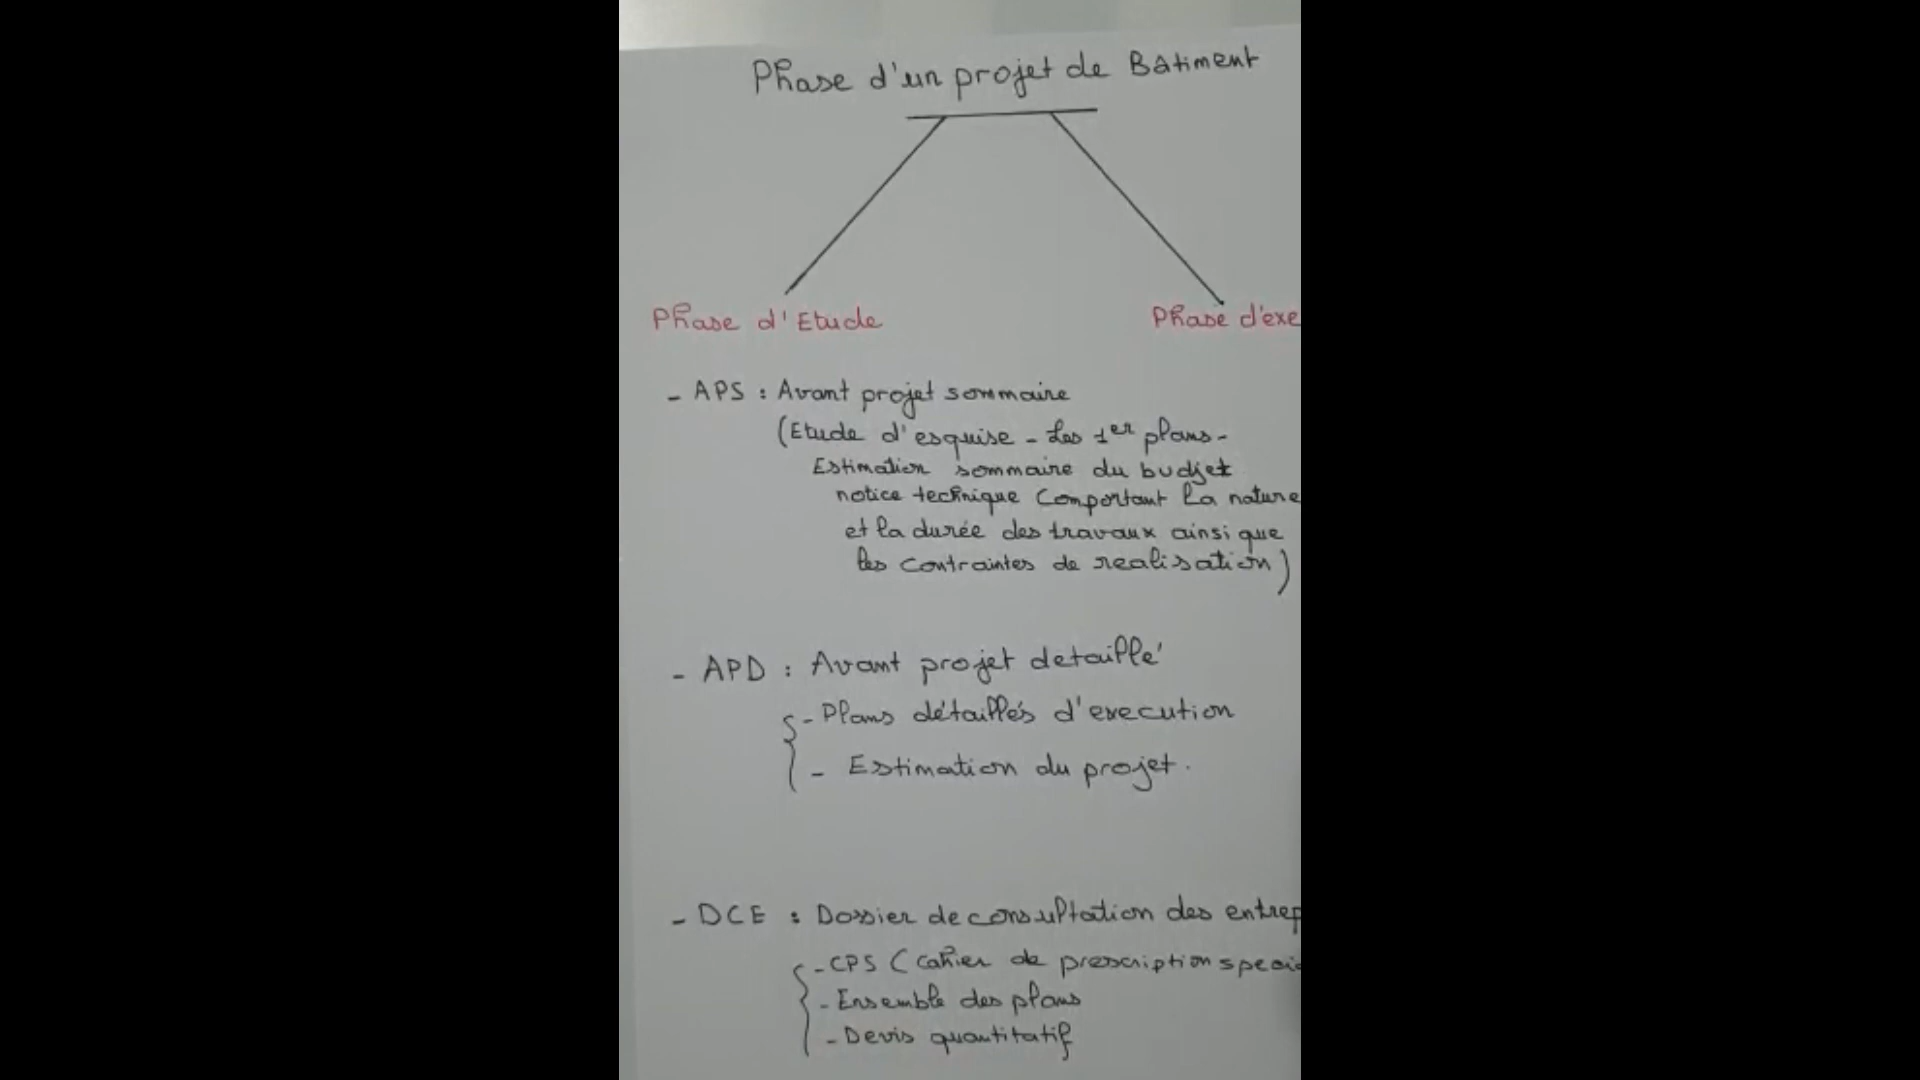 Phase d'un projet de Bâtiment
Phase d'Etude
Phase d'exe
- APS : Avant projet sommaire
(Etude d'esquise - Les 1er plans -
Estimation sommaire du budjet
notice technique Comportant la nature
et la durée des travaux ainsi que
les contraintes de realisation)
- APD : Avant projet detaillé
- Plans détaillés d'execution
- Estimation du projet.
- DCE : Dossier de consultation des entrep
- CPS (Cahier de prescription specia
- Ensemble des plans
- Devis quantitatif